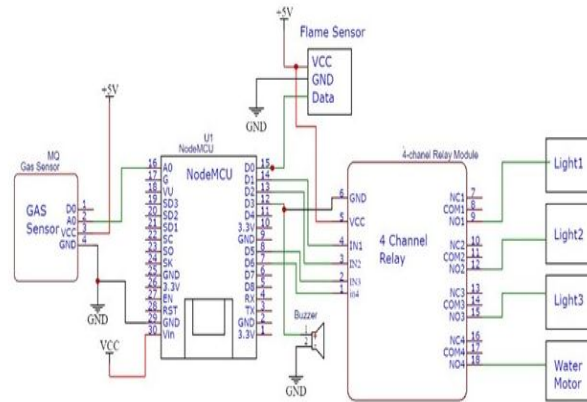 +5V
Flame Sensor
VCC
GND
Data
GND
+5V
MQ
Gas Sensor
GAS
Sensor
D0 1
A0 2
VCC 3
GND 4
GND
VCC
U1
NodeMCU
NodeMCU
16 A0
17 G
18 VU
19 SD3
20 SD2
21 SD1
22 SC
23 SO
24 SK
25 GND
26 3.3V
27 EN
28 RST
29 GND
30 Vin
D0 15
D1 14
D2 13
D3 12
D4 11
3.3V 10
GND 9
D5 8
D6 7
D7 6
D8 5
RX 4
TX 3
GND 2
3.3V 1
Buzzer
1
2
GND
4-chanel Relay Module
4 Channel
Relay
6 GND
5 VCC
4 IN1
3 IN2
2 IN3
1 in4
NC1 7
COM1 8
NO1 9
NC2 10
COM2 11
NO2 12
NC3 13
COM3 14
NO3 15
NC4 16
COM4 17
NO4 18
Light1
Light2
Light3
Water
Motor